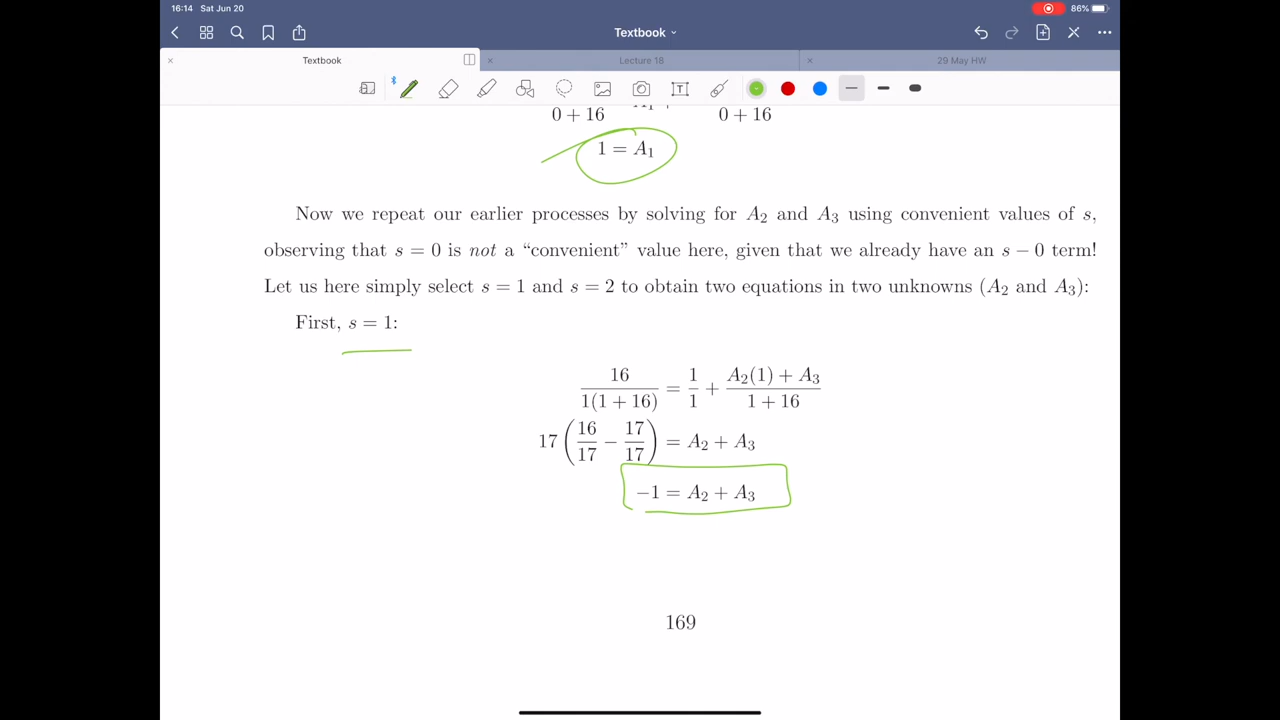 16:14 Sat Jun 20
86%
Textbook
Textbook
Lecture 18
29 May HW
T
0 + 16 0 + 16
1 = A₁
Now we repeat our earlier processes by solving for A₂ and A₃ using convenient values of s,
observing that s = 0 is not a “convenient” value here, given that we already have an s − 0 term!
Let us here simply select s = 1 and s = 2 to obtain two equations in two unknowns (A₂ and A₃):
First, s = 1:
16/(1(1 + 16)) = 1/1 + (A₂(1) + A₃)/(1 + 16)
17 (16/17 − 17/17) = A₂ + A₃
−1 = A₂ + A₃
169